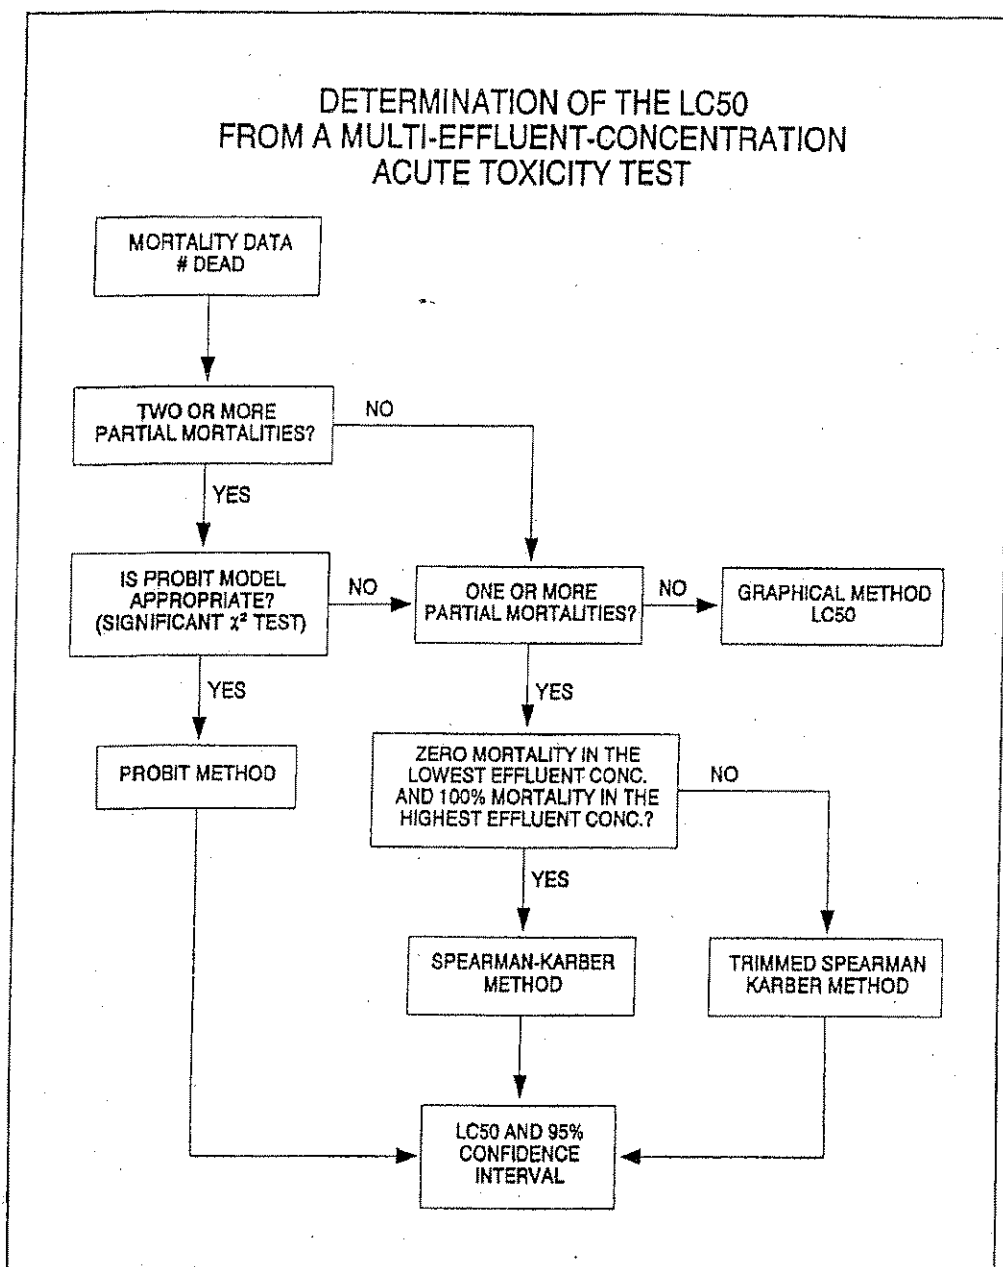 DETERMINATION OF THE LC50
FROM A MULTI-EFFLUENT-CONCENTRATION
ACUTE TOXICITY TEST
MORTALITY DATA
# DEAD
TWO OR MORE
PARTIAL MORTALITIES?
NO
YES
IS PROBIT MODEL
APPROPRIATE?
(SIGNIFICANT χ² TEST)
NO
ONE OR MORE
PARTIAL MORTALITIES?
NO
GRAPHICAL METHOD
LC50
YES
YES
PROBIT METHOD
ZERO MORTALITY IN THE
LOWEST EFFLUENT CONC.
AND 100% MORTALITY IN THE
HIGHEST EFFLUENT CONC.?
NO
YES
SPEARMAN-KARBER
METHOD
TRIMMED SPEARMAN
KARBER METHOD
LC50 AND 95%
CONFIDENCE
INTERVAL